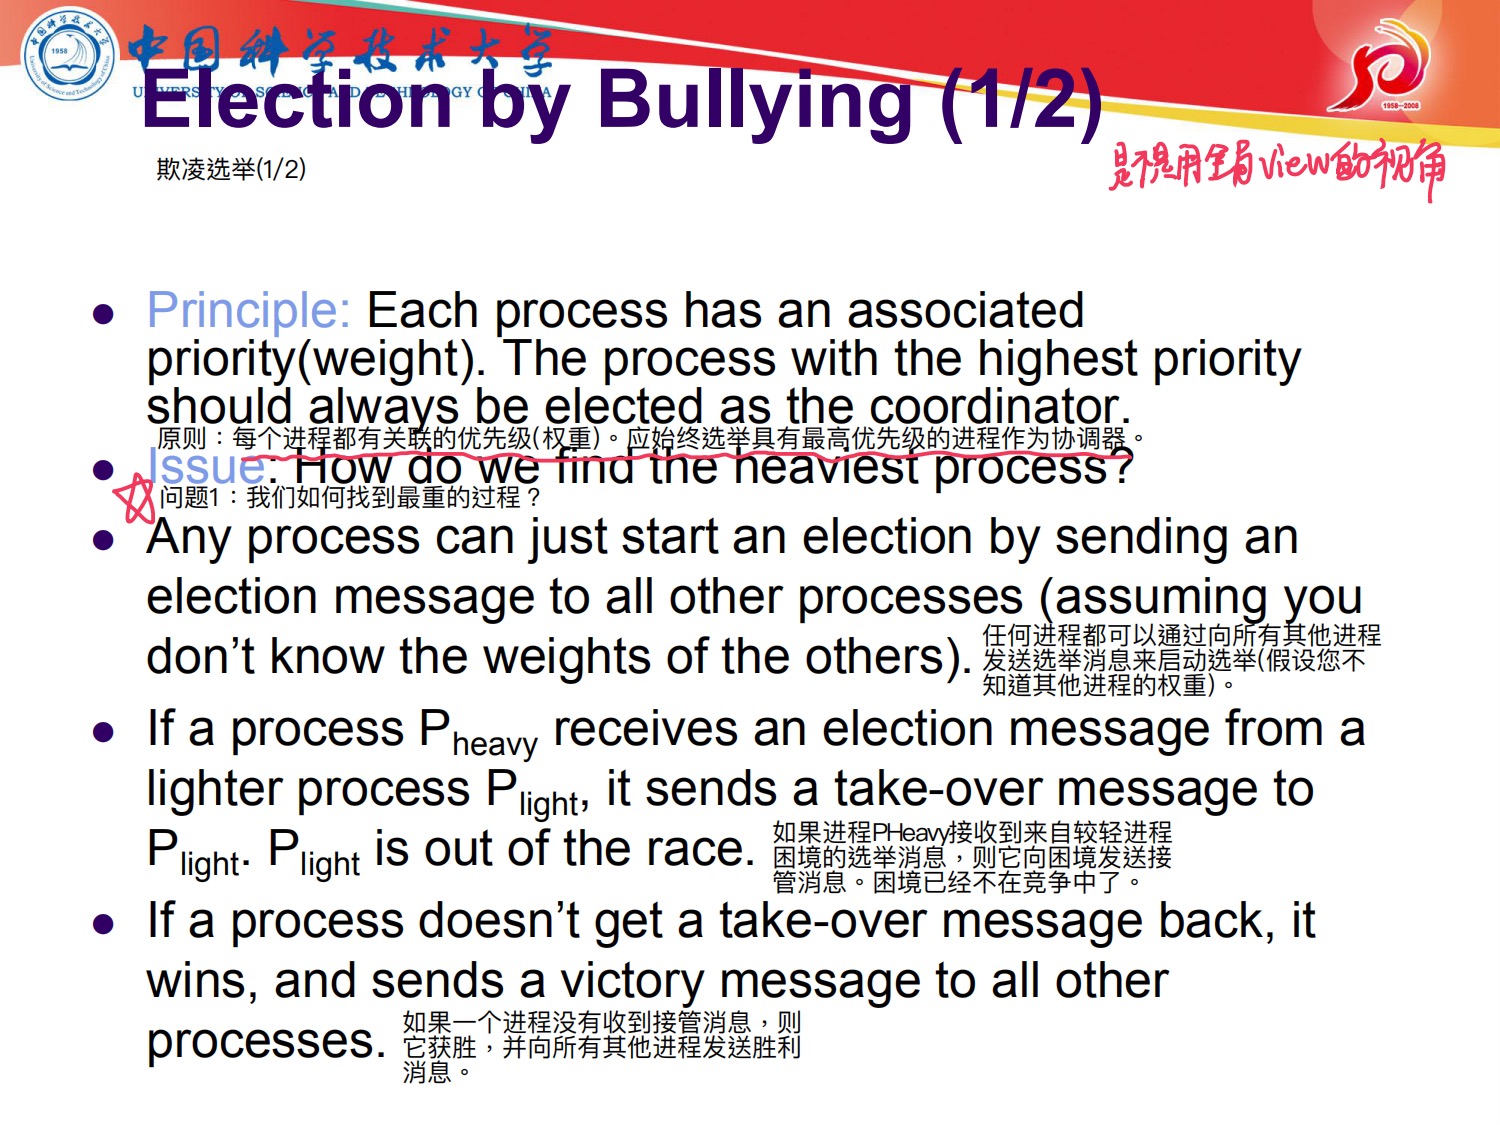 中国科学技术大学
UNIVERSITY OF SCIENCE AND TECHNOLOGY OF CHINA
1958
1958-2008
Election by Bullying (1/2)
欺凌选举(1/2)
是不是用全局view的视角
Principle: Each process has an associated
priority(weight). The process with the highest priority
should always be elected as the coordinator.
原则：每个进程都有关联的优先级(权重)。应始终选举具有最高优先级的进程作为协调器。
Issue: How do we find the heaviest process?
问题1：我们如何找到最重的过程？
Any process can just start an election by sending an
election message to all other processes (assuming you
don't know the weights of the others).
任何进程都可以通过向所有其他进程
发送选举消息来启动选举(假设您不
知道其他进程的权重)。
If a process Pheavy receives an election message from a
lighter process Plight, it sends a take-over message to
Plight. Plight is out of the race.
如果进程PHeavy接收到来自较轻进程
困境的选举消息，则它向困境发送接
管消息。困境已经不在竞争中了。
If a process doesn't get a take-over message back, it
wins, and sends a victory message to all other
processes.
如果一个进程没有收到接管消息，则
它获胜，并向所有其他进程发送胜利
消息。